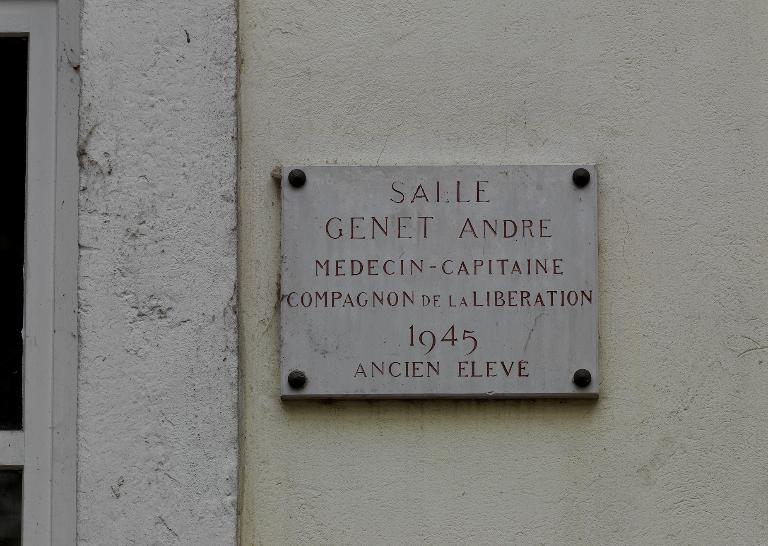 SALLE
GENET ANDRE
MEDECIN-CAPITAINE
COMPAGNON DE LA LIBERATION
1945
ANCIEN ELEVE